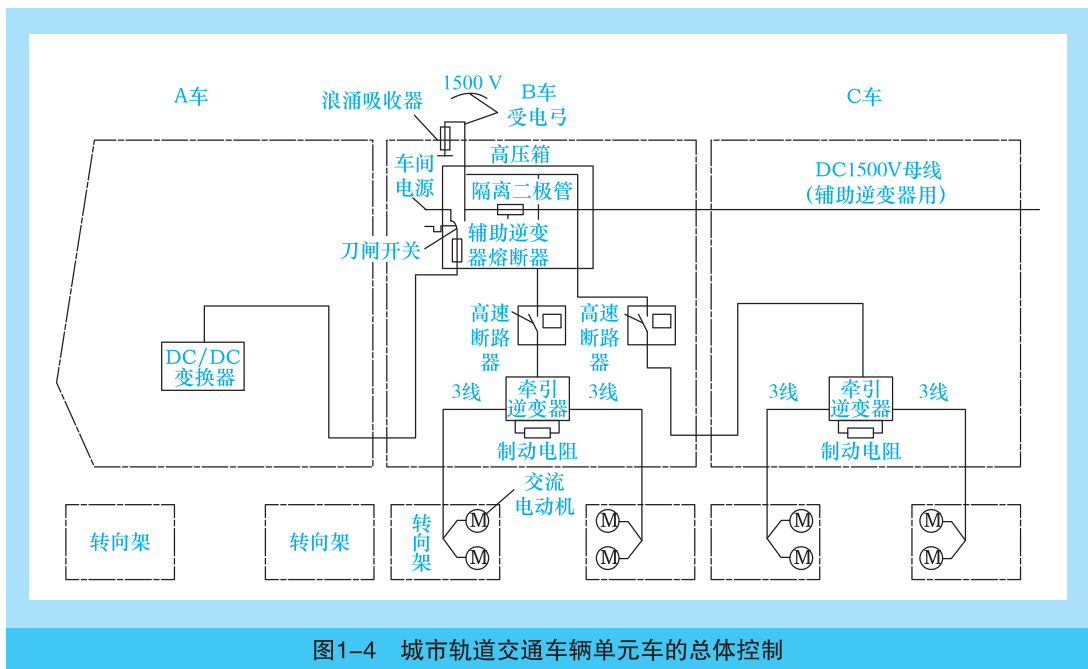 1500 V
A车
B车
C车
浪涌吸收器
受电弓
高压箱
车间
电源
隔离二极管
DC1500V母线
(辅助逆变器用)
刀闸开关
辅助逆变
器熔断器
高速
断路
器
高速
断路
器
DC/DC
变换器
3线
牵引
逆变器
3线
制动电阻
3线
牵引
逆变器
3线
制动电阻
交流
电动机
转向架
转向架
转
向
架
M
M
M
M
M
M
M
M
图1-4 城市轨道交通车辆单元车的总体控制